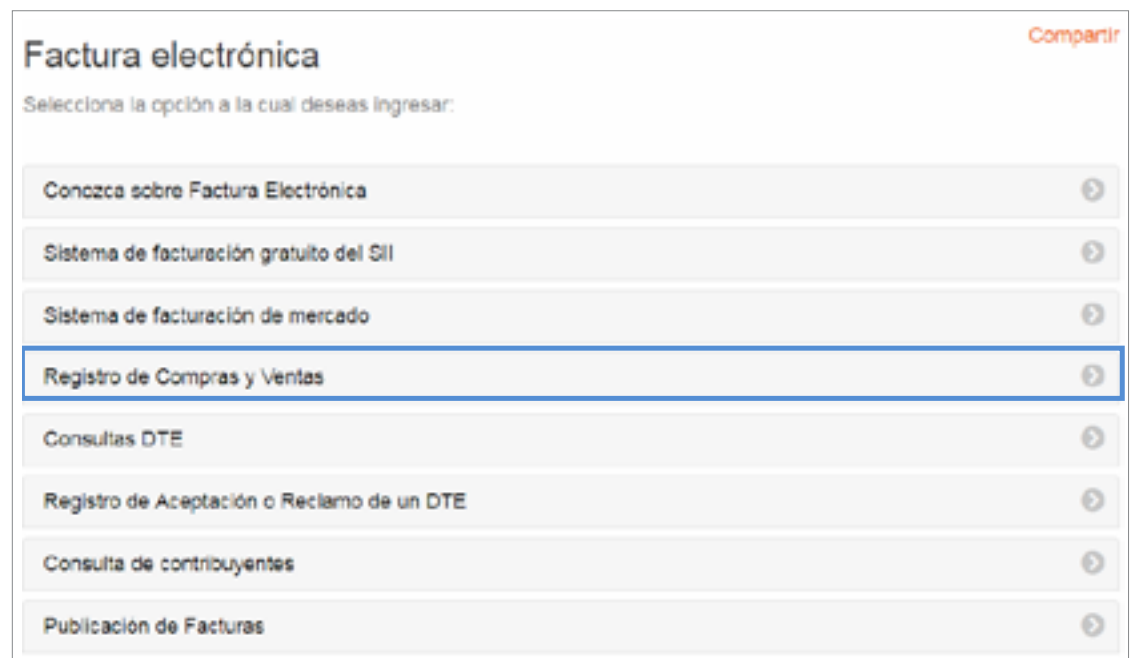 Compartir
Factura electrónica
Selecciona la opción a la cual deseas ingresar:
Conozca sobre Factura Electrónica
Sistema de facturación gratuito del SII
Sistema de facturación de mercado
Registro de Compras y Ventas
Consultas DTE
Registro de Aceptación o Reclamo de un DTE
Consulta de contribuyentes
Publicación de Facturas